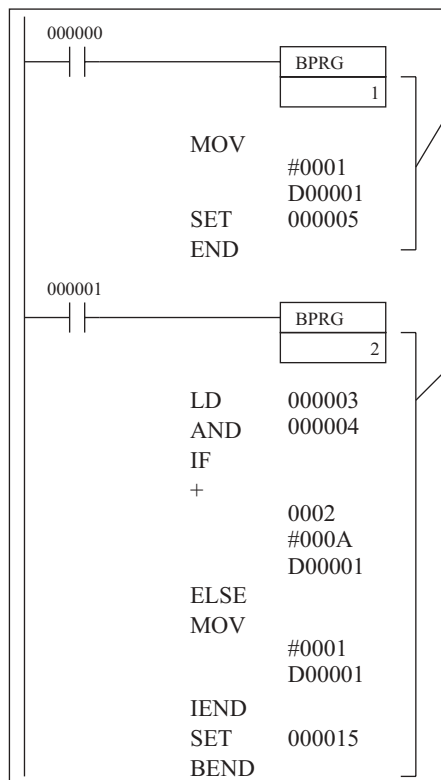 000000
BPRG
1
MOV
#0001
D00001
SET 000005
END
000001
BPRG
2
LD 000003
AND 000004
IF
+
0002
#000A
D00001
ELSE
MOV
#0001
D00001
IEND
SET 000015
BEND